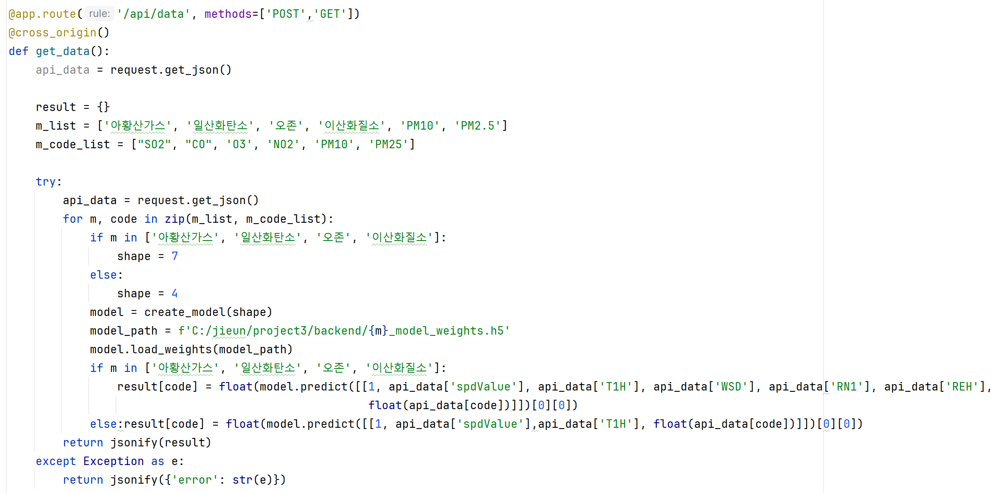 @app.route( rule: '/api/data', methods=['POST','GET'])
@cross_origin()
def get_data():
    api_data = request.get_json()

    result = {}
    m_list = ['아황산가스', '일산화탄소', '오존', '이산화질소', 'PM10', 'PM2.5']
    m_code_list = ["SO2", "CO", 'O3', 'NO2', 'PM10', 'PM25']

    try:
        api_data = request.get_json()
        for m, code in zip(m_list, m_code_list):
            if m in ['아황산가스', '일산화탄소', '오존', '이산화질소']:
                shape = 7
            else:
                shape = 4
            model = create_model(shape)
            model_path = f'C:/jieun/project3/backend/{m}_model_weights.h5'
            model.load_weights(model_path)
            if m in ['아황산가스', '일산화탄소', '오존', '이산화질소']:
                result[code] = float(model.predict([[1, api_data['spdValue'], api_data['T1H'], api_data['WSD'], api_data['RN1'], api_data['REH'],
                                                     float(api_data[code])]])[0][0])
            else:result[code] = float(model.predict([[1, api_data['spdValue'],api_data['T1H'], float(api_data[code])]])[0][0])
        return jsonify(result)
    except Exception as e:
        return jsonify({'error': str(e)})